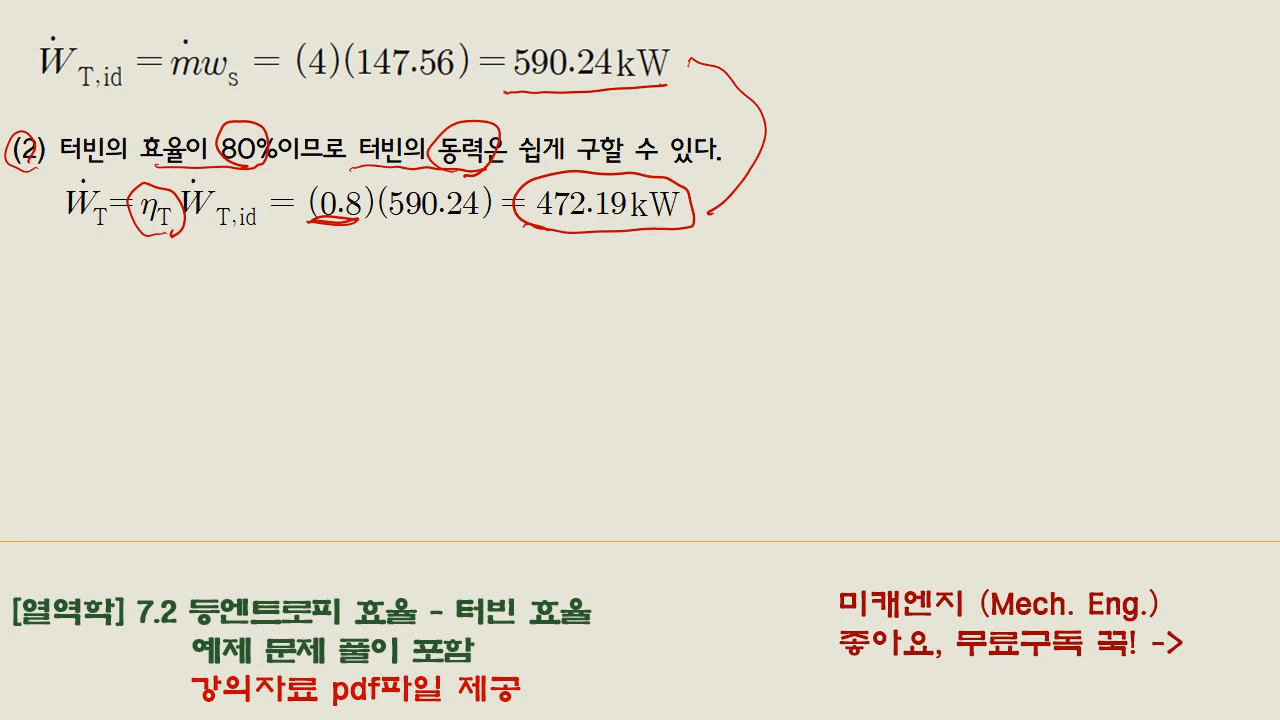 Ẇ_T,id = ṁw_s = (4)(147.56) = 590.24kW
(2) 터빈의 효율이 80%이므로 터빈의 동력은 쉽게 구할 수 있다.
Ẇ_T = η_T Ẇ_T,id = (0.8)(590.24) = 472.19kW
[열역학] 7.2 등엔트로피 효율 - 터빈 효율
예제 문제 풀이 포함
강의자료 pdf파일 제공
미캐엔지 (Mech. Eng.)
좋아요, 무료구독 꾹! ->